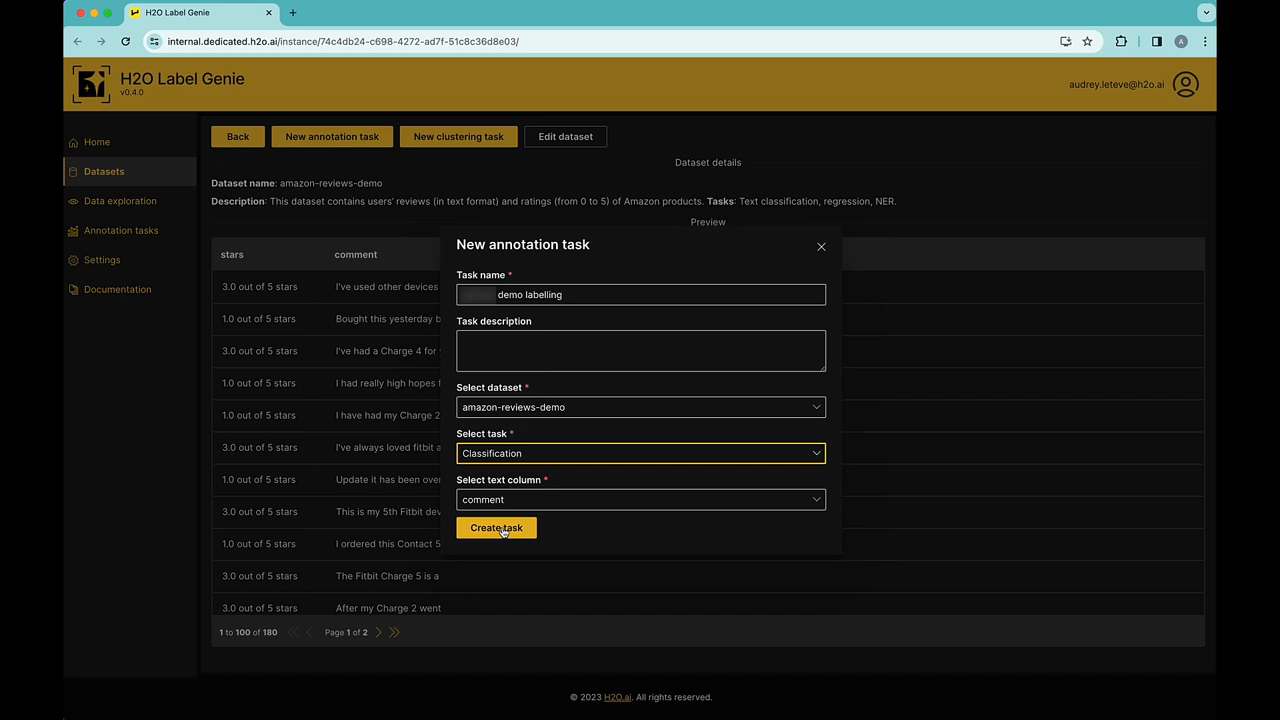 H2O Label Genie
internal.dedicated.h2o.ai/instance/74c4db24-c698-4272-ad7f-51c8c36d8e03/
A
H2O Label Genie
v0.4.0
audrey.leteve@h2o.ai
Home
Datasets
Data exploration
Annotation tasks
Settings
Documentation
Back New annotation task New clustering task Edit dataset
Dataset details
Dataset name: amazon-reviews-demo
Description: This dataset contains users' reviews (in text format) and ratings (from 0 to 5) of Amazon products. Tasks: Text classification, regression, NER.
Preview
stars comment
3.0 out of 5 stars I've used other devices
1.0 out of 5 stars Bought this yesterday b
3.0 out of 5 stars I've had a Charge 4 for
1.0 out of 5 stars I had really high hopes f
1.0 out of 5 stars I have had my Charge 2
3.0 out of 5 stars I've always loved fitbit a
1.0 out of 5 stars Update it has been over
3.0 out of 5 stars This is my 5th Fitbit dev
1.0 out of 5 stars I ordered this Contact 5
3.0 out of 5 stars The Fitbit Charge 5 is a
3.0 out of 5 stars After my Charge 2 went
1 to 100 of 180 Page 1 of 2
New annotation task
Task name *
demo labelling
Task description
Select dataset *
amazon-reviews-demo
Select task *
Classification
Select text column *
comment
Create task
© 2023 H2O.ai. All rights reserved.